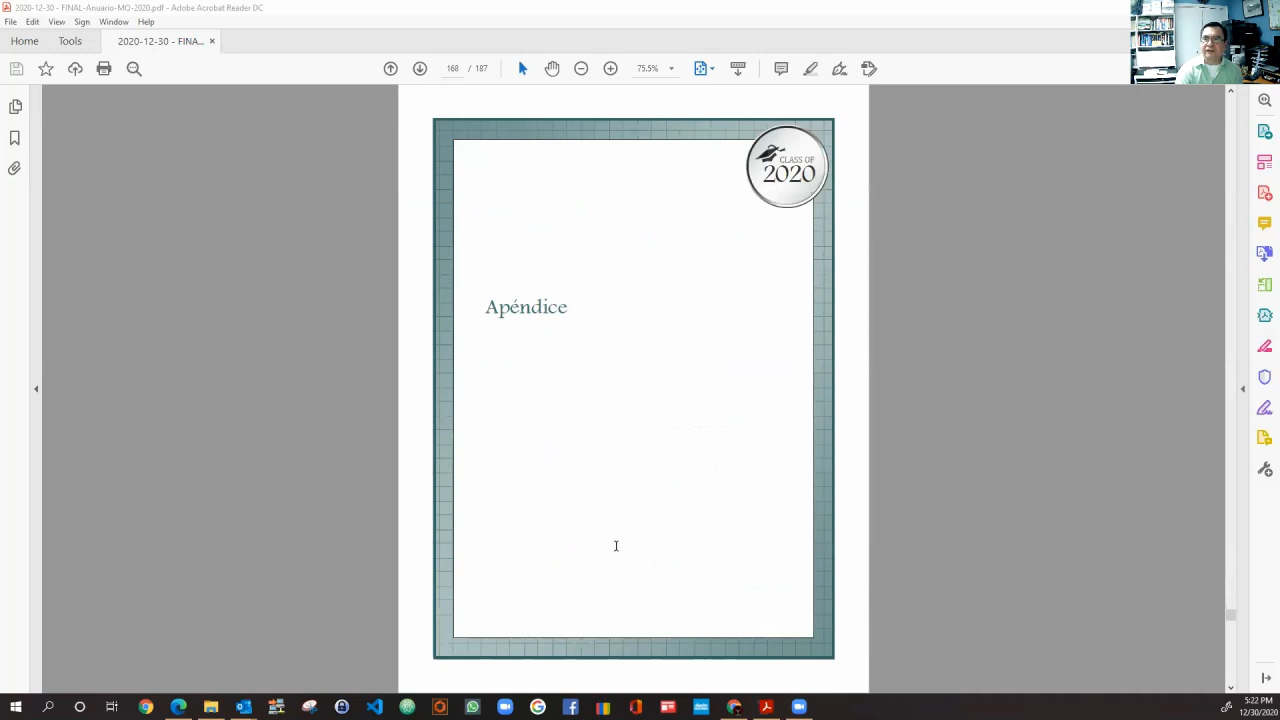 2020-12-30 - FINAL-Anuario-MO-2020.pdf - Adobe Acrobat Reader DC
File Edit View Sign Window Help
Home Tools 2020-12-30 - FINA... ×
168 187 75.5%
CLASS OF
2020
Apéndice
5:22 PM
12/30/2020